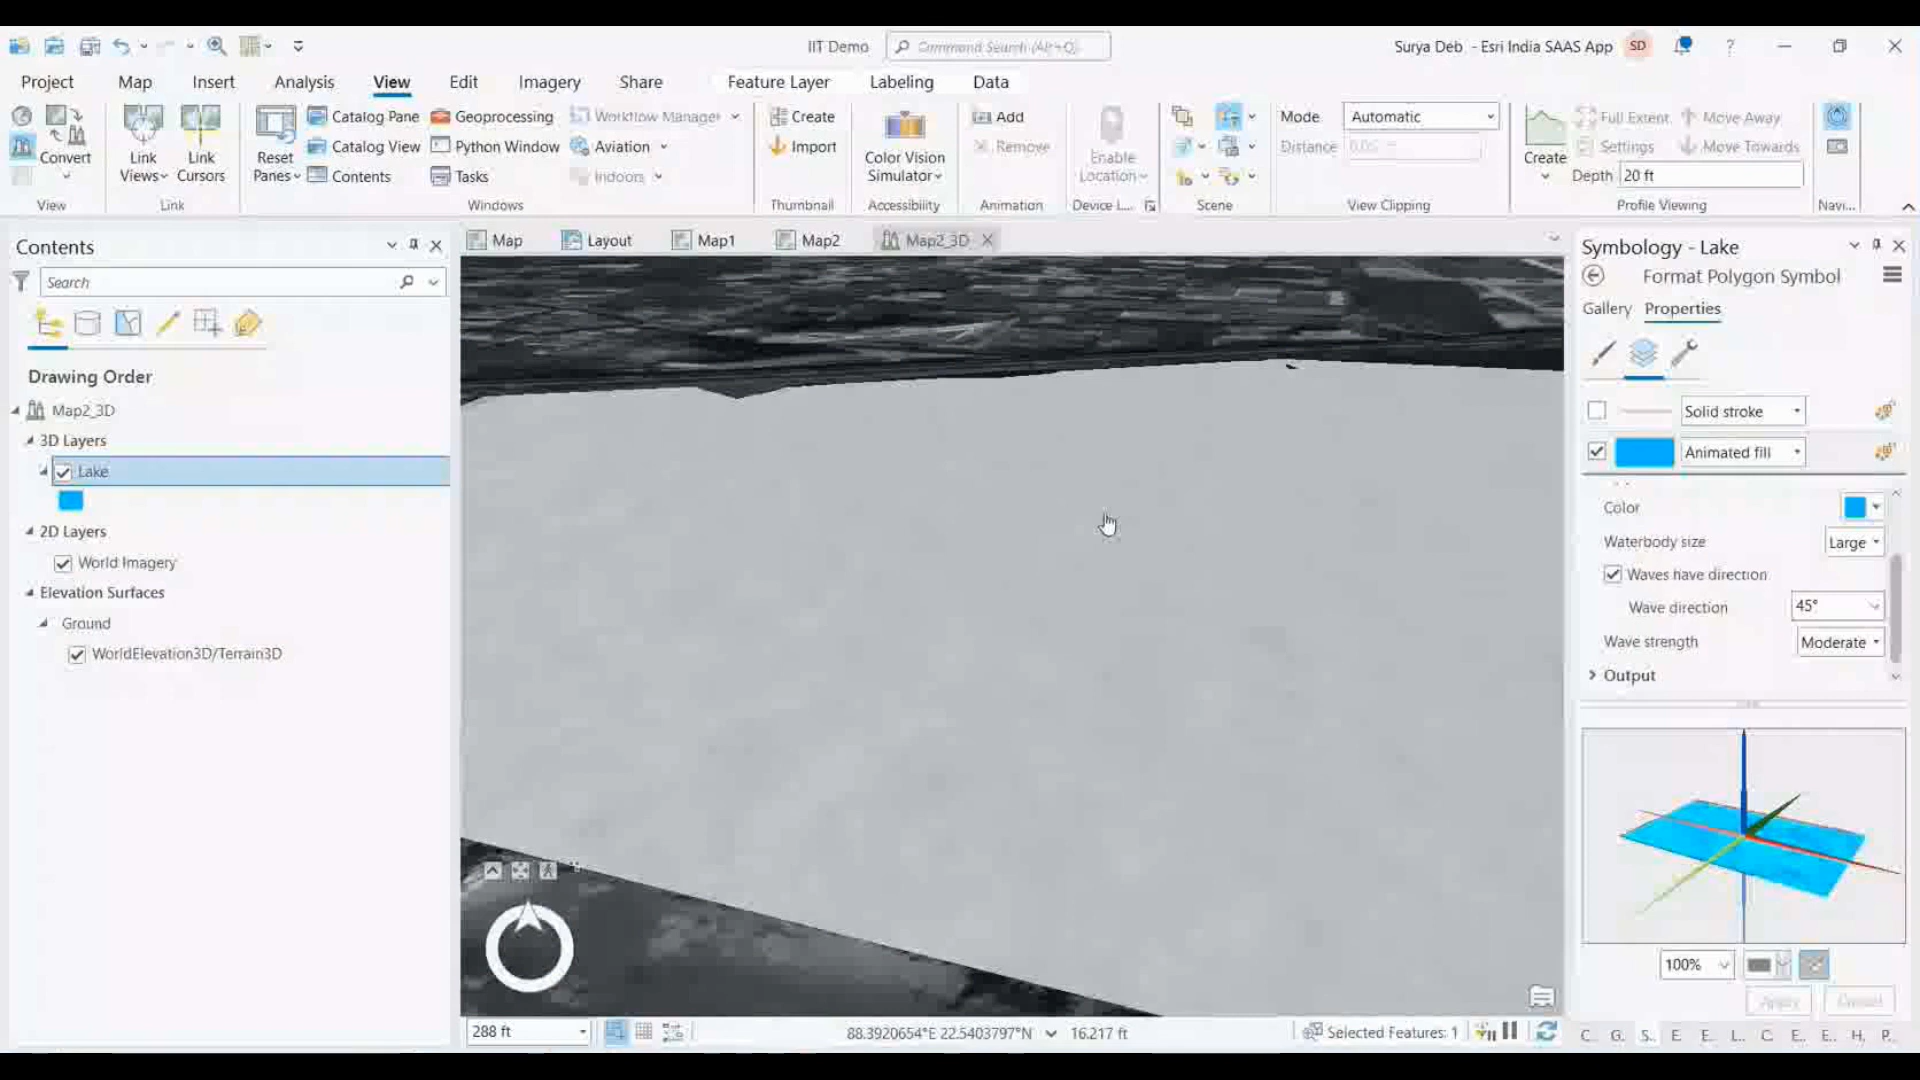 IIT Demo
Command Search (Alt+Q)
Surya Deb - Esri India SAAS App
SD
?
Project
Map
Insert
Analysis
View
Edit
Imagery
Share
Feature Layer
Labeling
Data
Convert
View
Link Views
Link Cursors
Link
Reset Panes
Catalog Pane
Catalog View
Contents
Geoprocessing
Python Window
Tasks
Workflow Manager
Aviation
Indoors
Windows
Create
Import
Thumbnail
Color Vision Simulator
Accessibility
Add
Remove
Animation
Enable Location
Device L...
Scene
Mode
Automatic
Distance
View Clipping
Create
Full Extent
Move Away
Settings
Move Towards
Depth
20 ft
Profile Viewing
Navi...
Contents
Search
Drawing Order
Map2_3D
3D Layers
Lake
2D Layers
World Imagery
Elevation Surfaces
Ground
WorldElevation3D/Terrain3D
Map
Layout
Map1
Map2
Map2_3D
288 ft
88.3920654°E 22.5403797°N
16.217 ft
Selected Features: 1
Symbology - Lake
Format Polygon Symbol
Gallery
Properties
Solid stroke
Animated fill
Color
Waterbody size
Large
Waves have direction
Wave direction
45°
Wave strength
Moderate
Output
100%
Apply
Cancel
C.. G.. S.. E.. E.. L.. C.. E.. E.. H.. P..